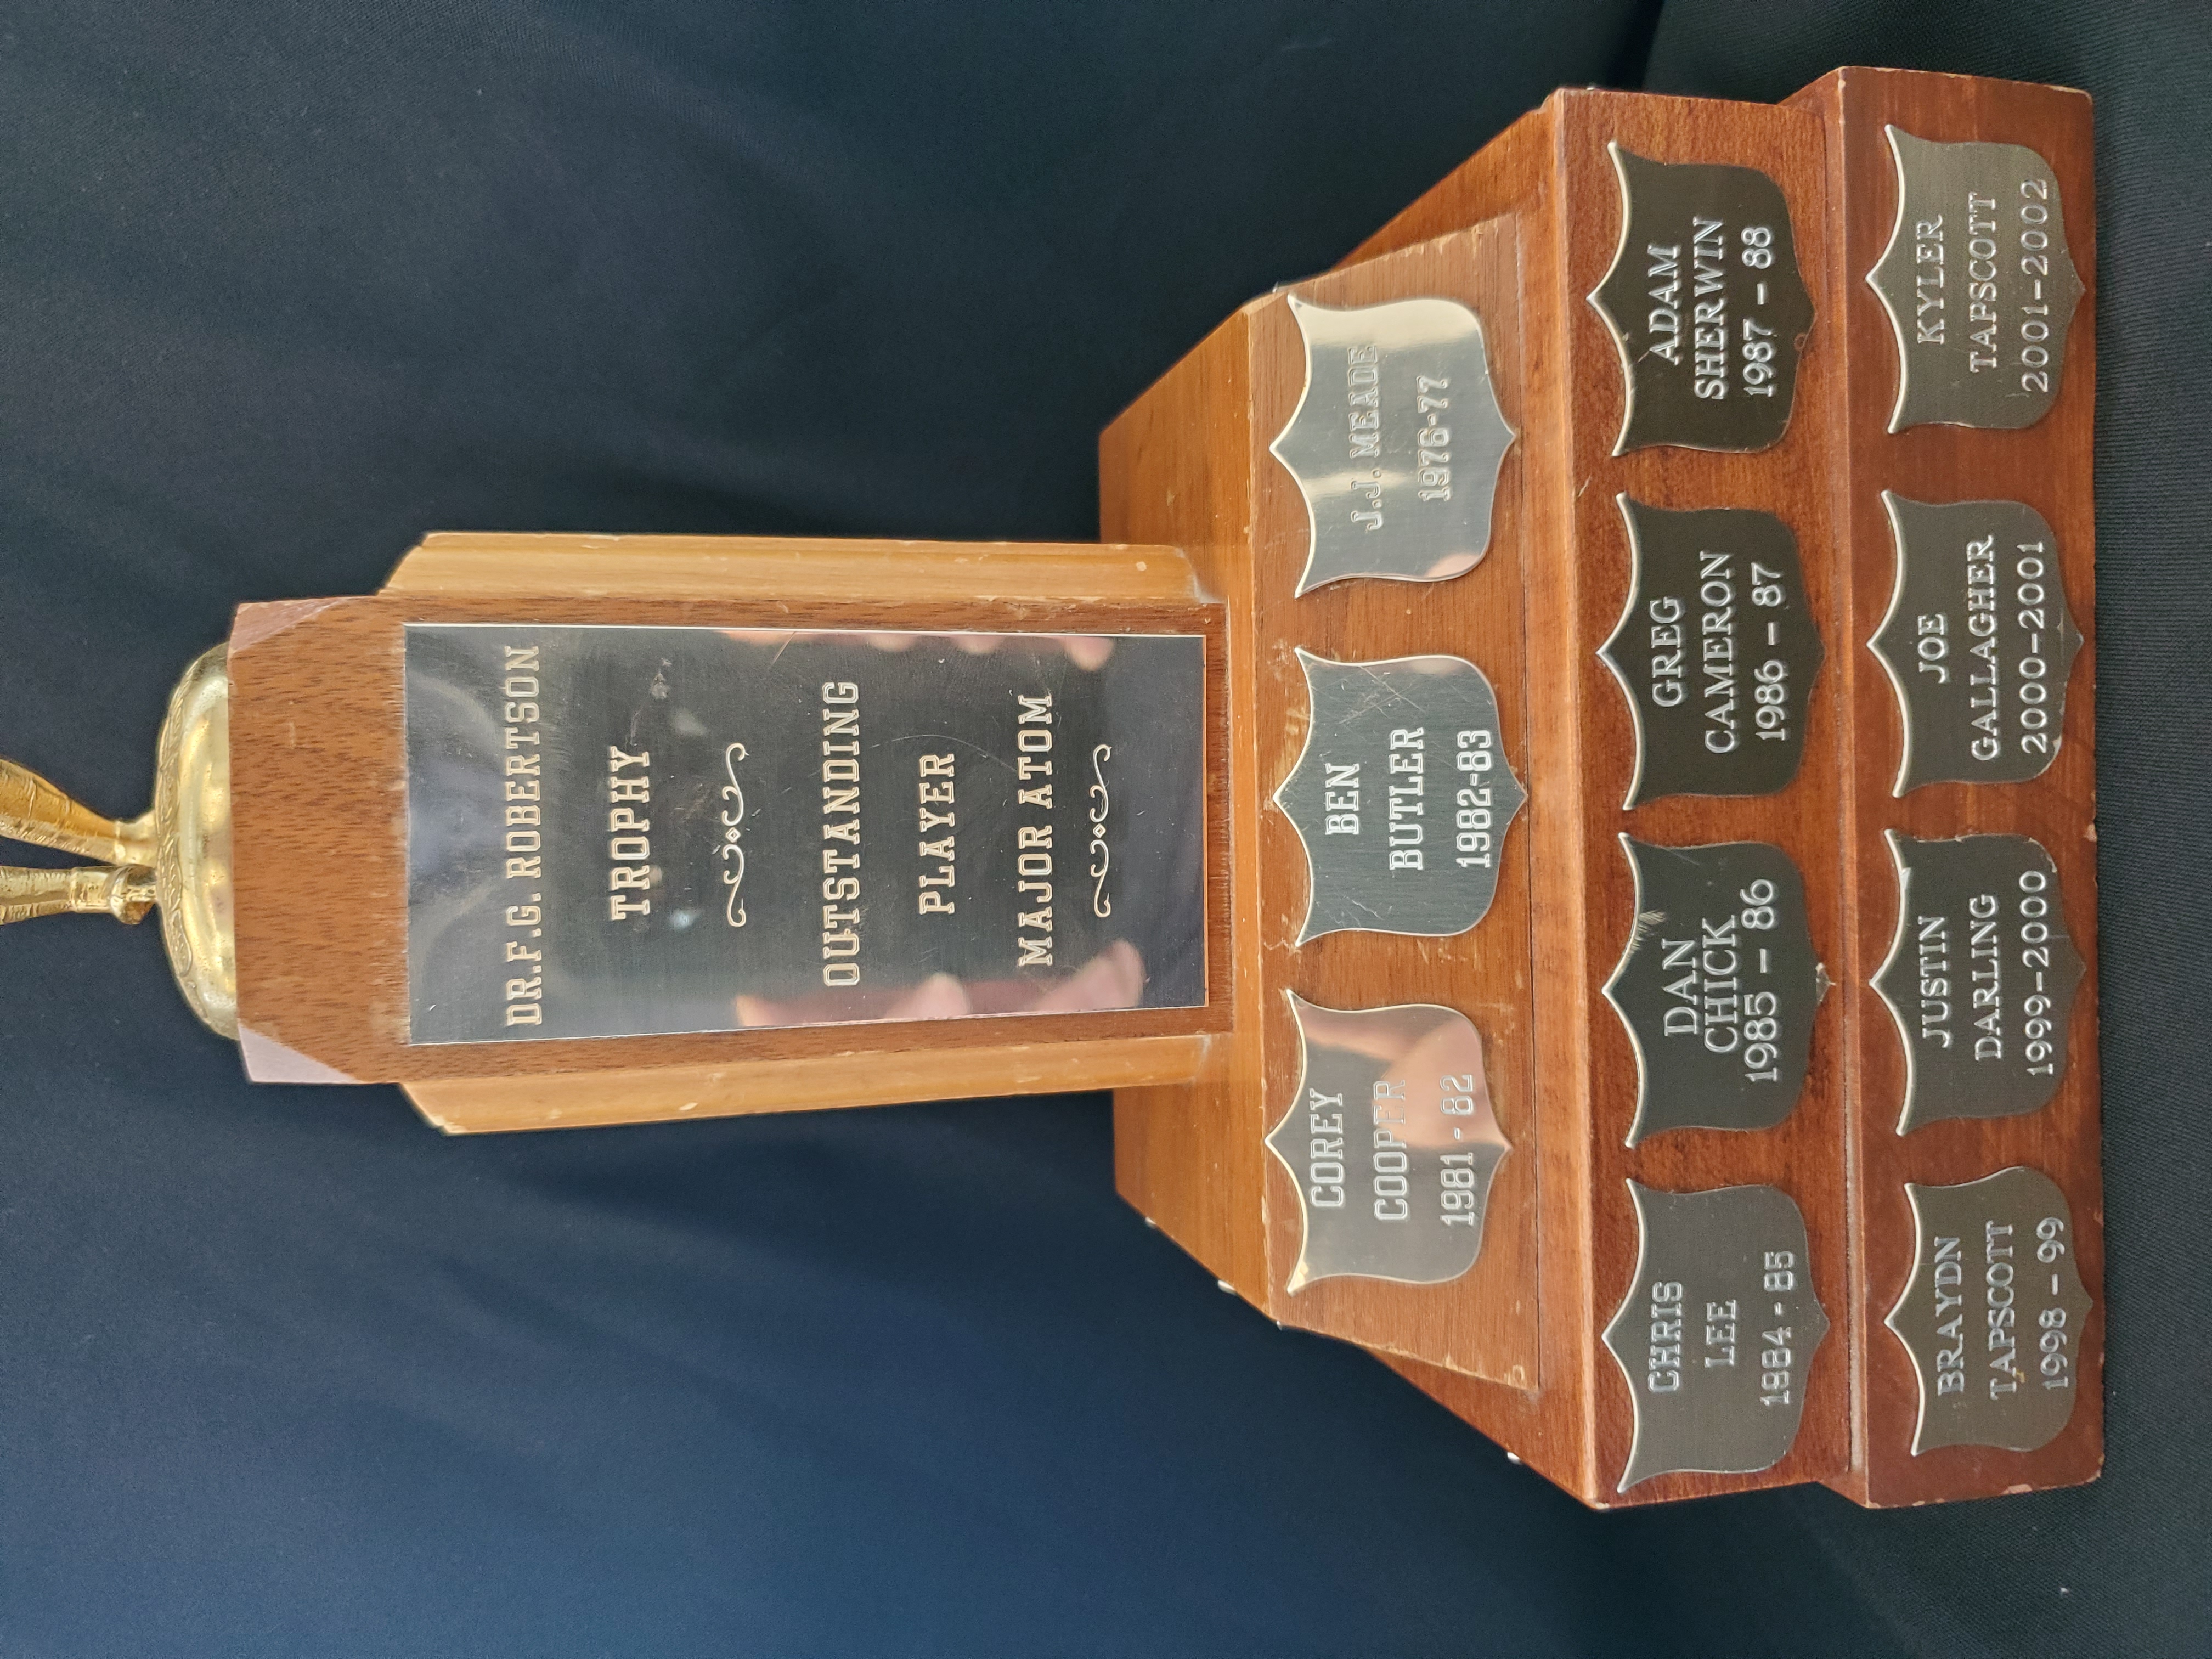 DR.F.G. ROBERTSON
TROPHY
OUTSTANDING
PLAYER
MAJOR ATOM
COREY
COOPER
1981-82
BEN
BUTLER
1982-83
J.J. MEADE
1976-77
CHRIS
LEE
1984-85
DAN
CHICK
1985-86
GREG
CAMERON
1986-87
ADAM
SHERWIN
1987-88
BRAYDN
TAPSCOTT
1998-99
JUSTIN
DARLING
1999-2000
JOE
GALLAGHER
2000-2001
KYLER
TAPSCOTT
2001-2002